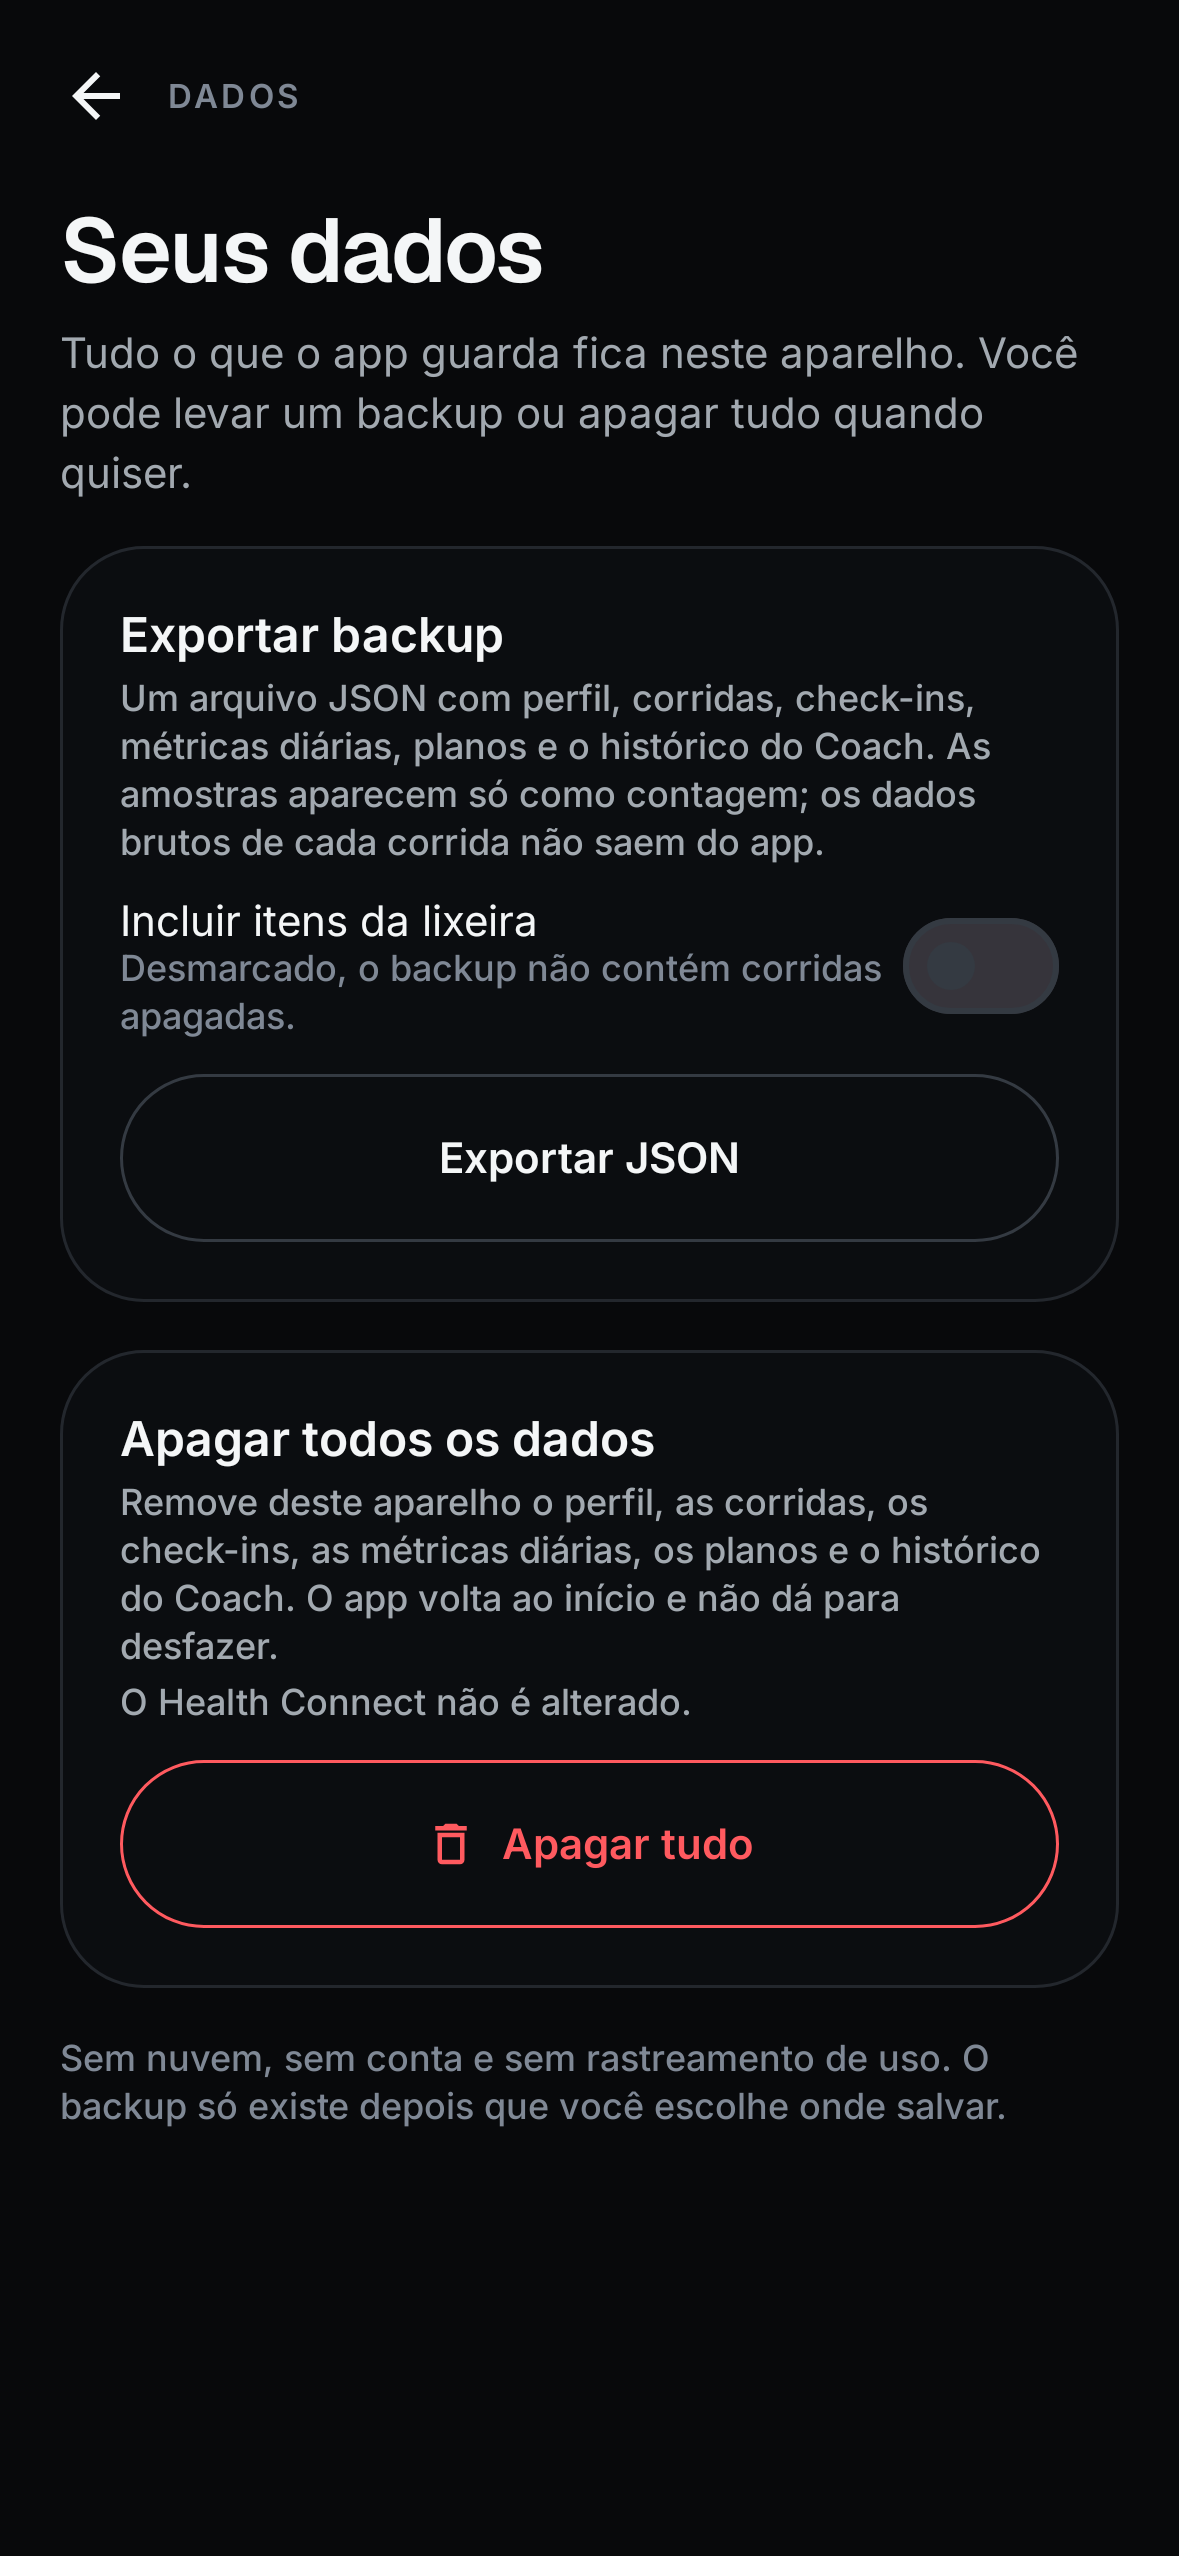 DADOS
Seus dados
Tudo o que o app guarda fica neste aparelho. Você
pode levar um backup ou apagar tudo quando
quiser.
Exportar backup
Um arquivo JSON com perfil, corridas, check-ins,
métricas diárias, planos e o histórico do Coach. As
amostras aparecem só como contagem; os dados
brutos de cada corrida não saem do app.
Incluir itens da lixeira
Desmarcado, o backup não contém corridas
apagadas.
Exportar JSON
Apagar todos os dados
Remove deste aparelho o perfil, as corridas, os
check-ins, as métricas diárias, os planos e o histórico
do Coach. O app volta ao início e não dá para
desfazer.
O Health Connect não é alterado.
Apagar tudo
Sem nuvem, sem conta e sem rastreamento de uso. O
backup só existe depois que você escolhe onde salvar.